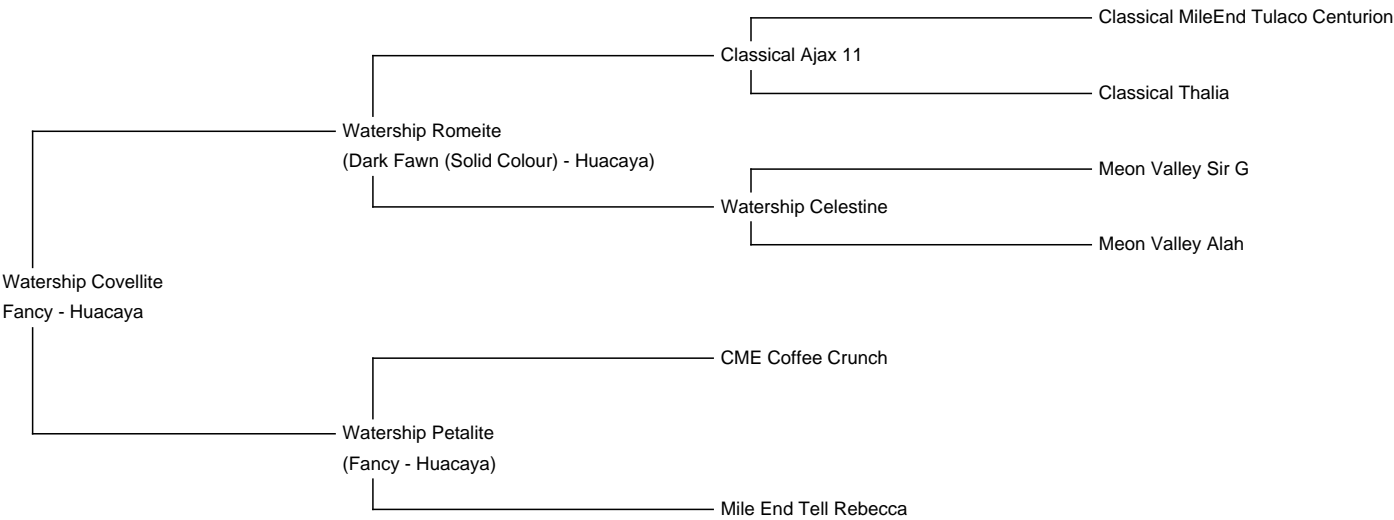 Classical MileEnd Tulaco Centurion
Classical Ajax 11
Classical Thalia
Watership Romeite
(Dark Fawn (Solid Colour) - Huacaya)
Meon Valley Sir G
Watership Celestine
Meon Valley Alah
Watership Covellite
Fancy - Huacaya
CME Coffee Crunch
Watership Petalite
(Fancy - Huacaya)
Mile End Tell Rebecca